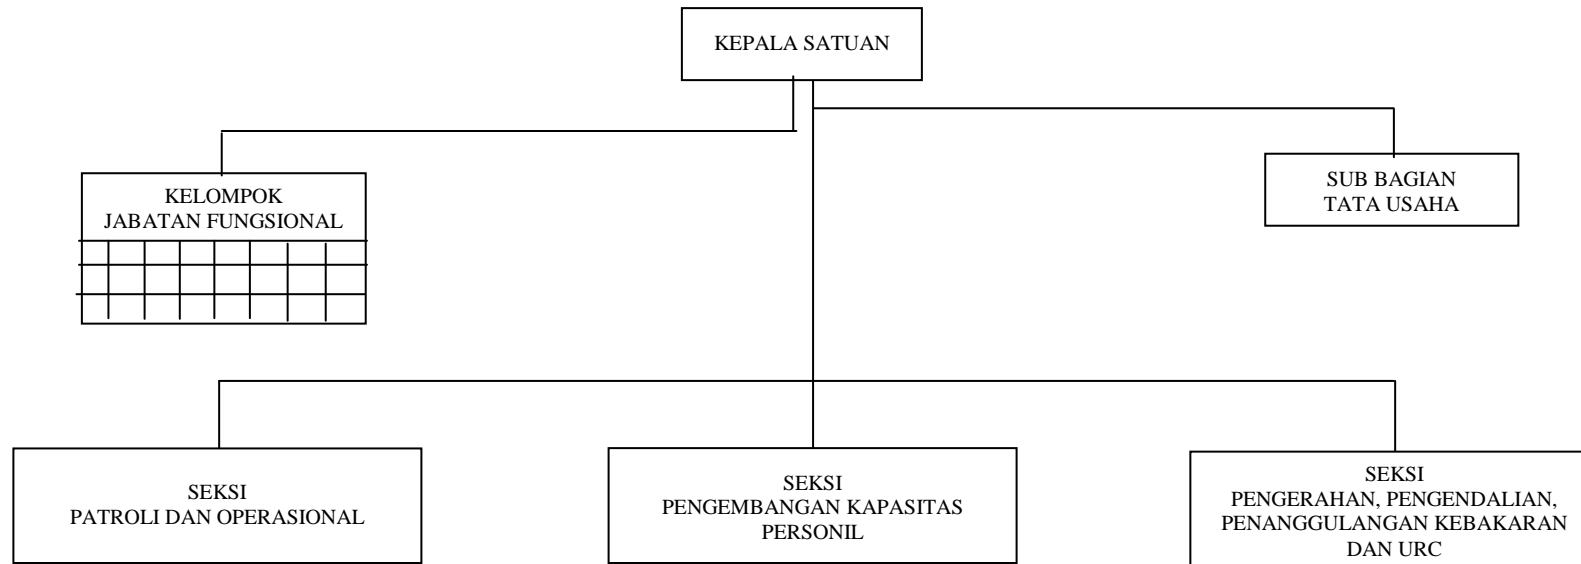 KEPALA SATUAN
KELOMPOK
JABATAN FUNGSIONAL
SUB BAGIAN
TATA USAHA
SEKSI
PATROLI DAN OPERASIONAL
SEKSI
PENGEMBANGAN KAPASITAS
PERSONIL
SEKSI
PENGERAHAN, PENGENDALIAN,
PENANGGULANGAN KEBAKARAN
DAN URC